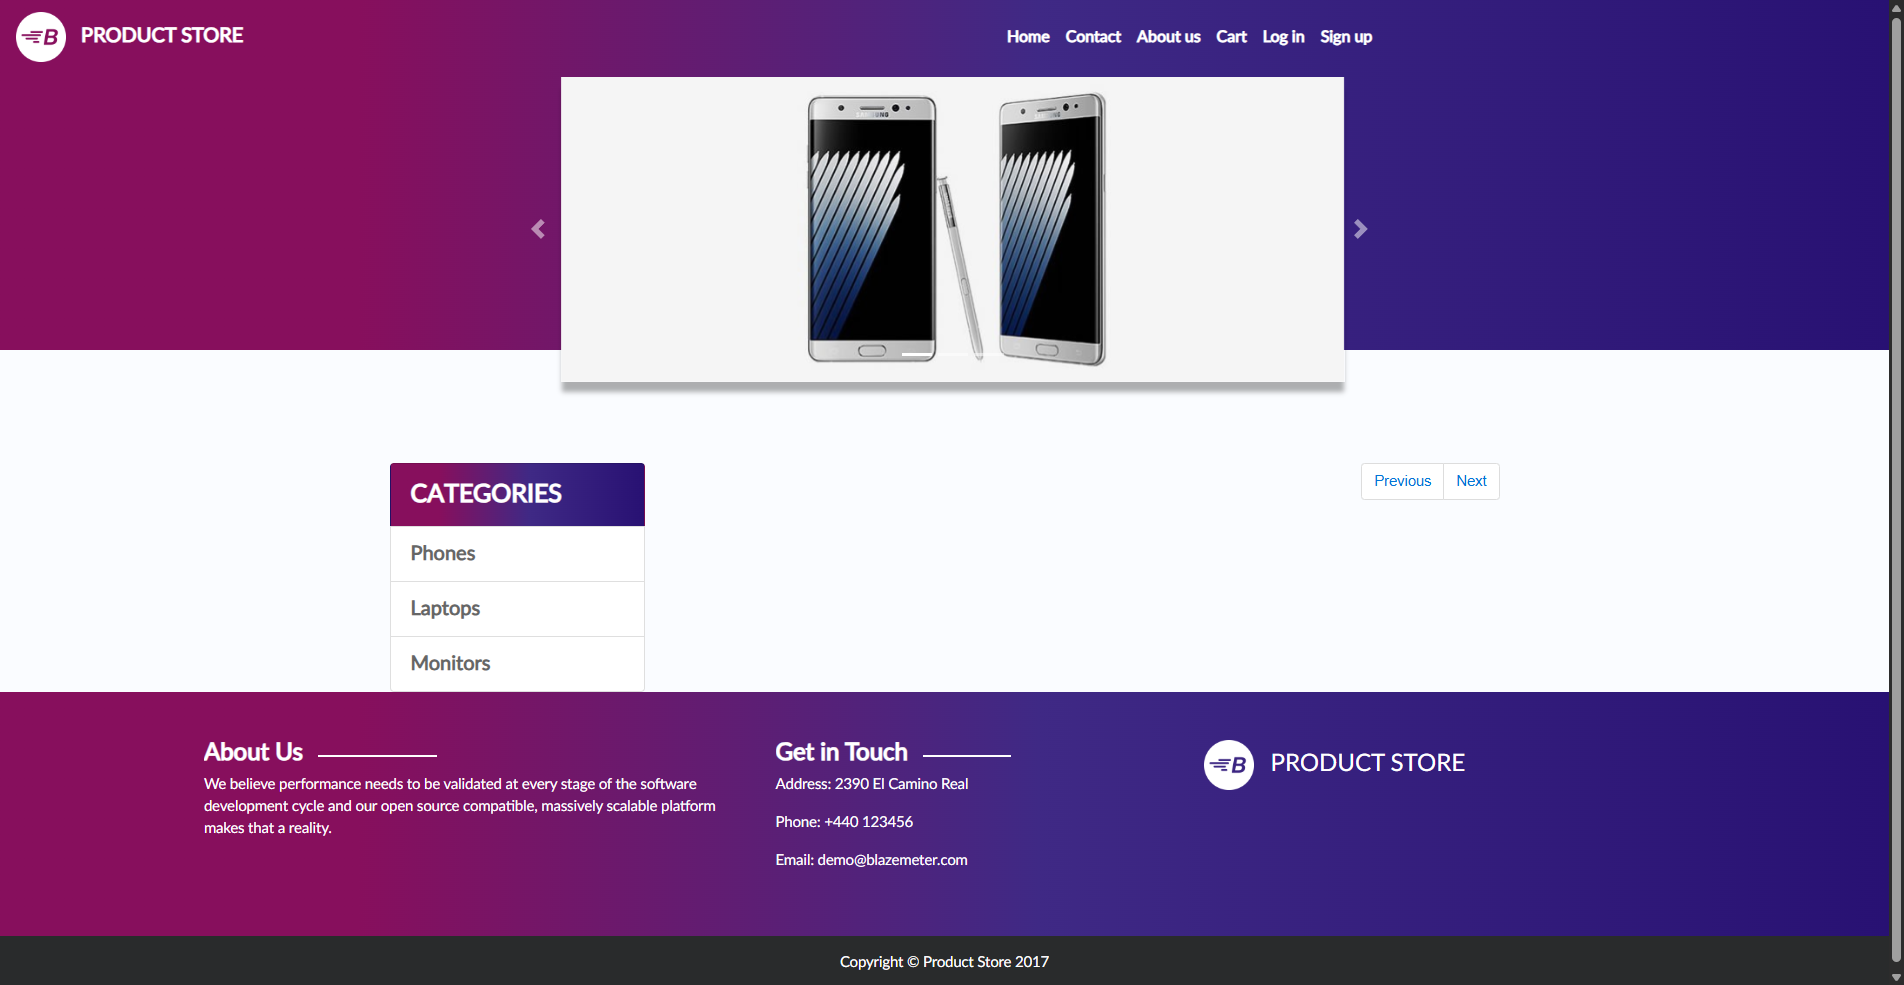 B PRODUCT STORE
Home Contact About us Cart Log in Sign up
SAMSUNG SAMSUNG
CATEGORIES
Previous Next
Phones
Laptops
Monitors
About Us
We believe performance needs to be validated at every stage of the software
development cycle and our open source compatible, massively scalable platform
makes that a reality.
Get in Touch
Address: 2390 El Camino Real
Phone: +440 123456
Email: demo@blazemeter.com
B PRODUCT STORE
Copyright © Product Store 2017